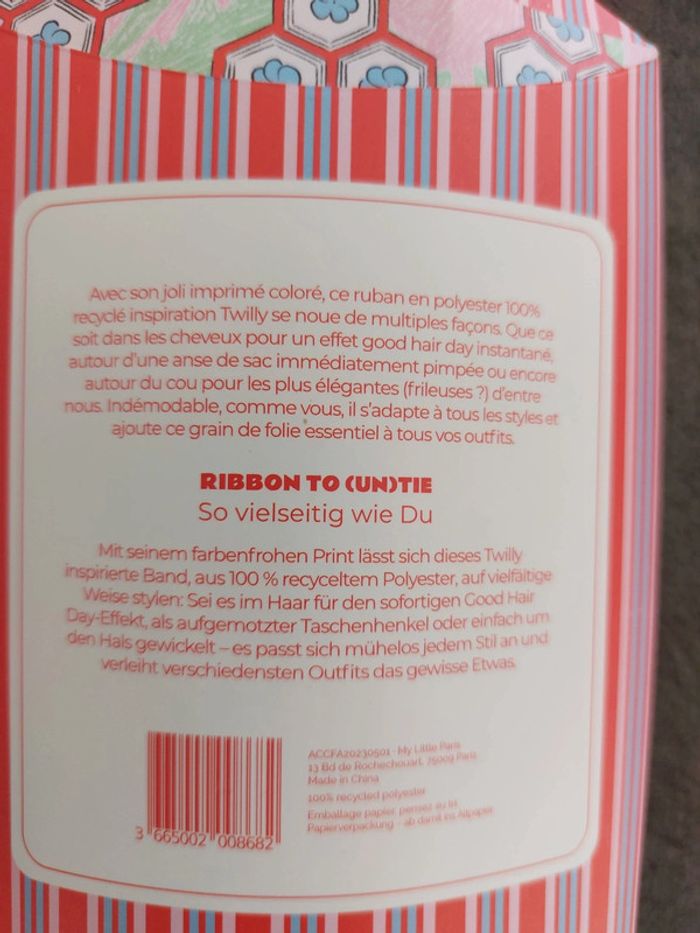 Avec son joli imprimé coloré, ce ruban en polyester 100%
recyclé inspiration Twilly se noue de multiples façons. Que ce
soit dans les cheveux pour un effet good hair day instantané,
autour d'une anse de sac immédiatement pimpée ou encore
autour du cou pour les plus élégantes (frileuses ?) d'entre
nous. Indémodable, comme vous, il s'adapte à tous les styles et
ajoute ce grain de folie essentiel à tous vos outfits.
RIBBON TO (UN)TIE
So vielseitig wie Du
Mit seinem farbenfrohen Print lässt sich dieses Twilly
inspirierte Band, aus 100 % recyceltem Polyester, auf vielfältige
Weise stylen: Sei es im Haar für den sofortigen Good Hair
Day-Effekt, als aufgemotzter Taschenhenkel oder einfach um
den Hals gewickelt – es passt sich mühelos jedem Stil an und
verleiht verschiedensten Outfits das gewisse Etwas.
ACCFA20230501 - My Little Paris
13 Bd de Rochechouart, 75009 Paris
Made in China
100% recycled polyester
Emballage papier, pensez au tri
Papierverpackung - ab damit ins Altpapier
3 665002 008682